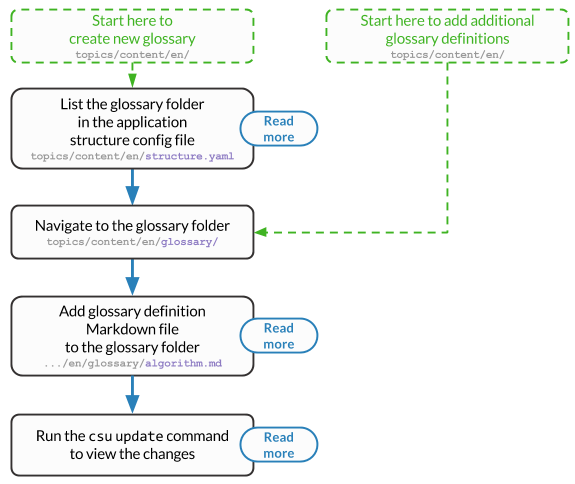 Start here to
create new glossary
topics/content/en/
Start here to add additional
glossary definitions
topics/content/en/
List the glossary folder
in the application
structure config file
topics/content/en/structure.yaml
Read
more
Navigate to the glossary folder
topics/content/en/glossary/
Add glossary definition
Markdown file
to the glossary folder
.../en/glossary/algorithm.md
Read
more
Run the csu update command
to view the changes
Read
more